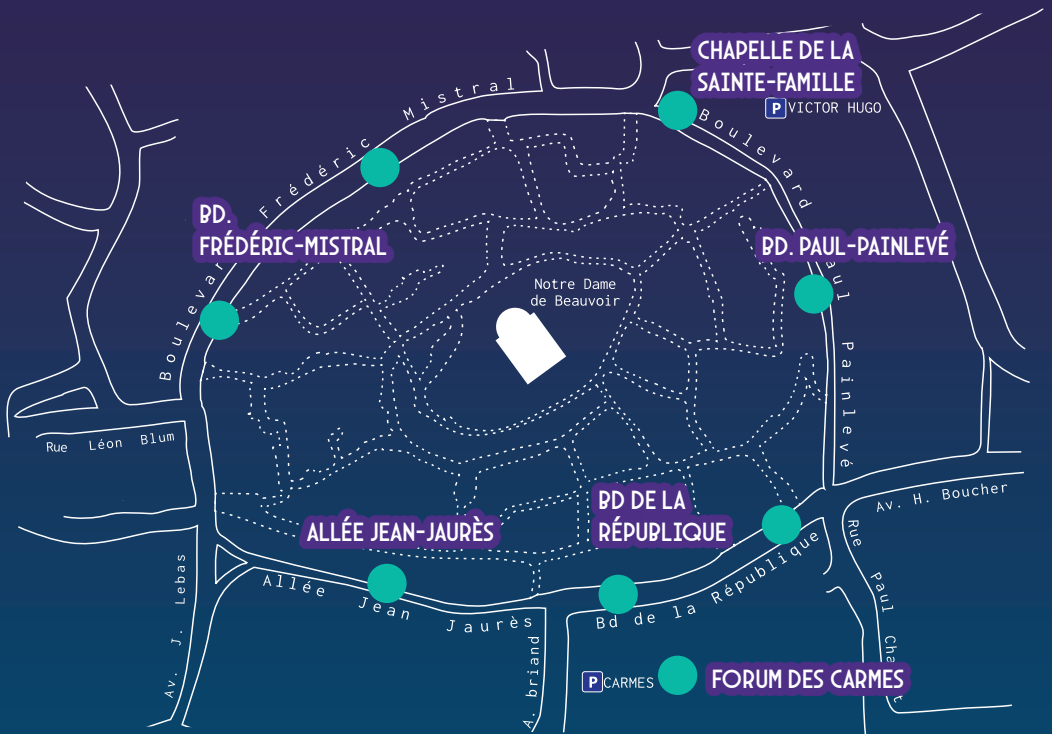 CHAPELLE DE LA
SAINTE-FAMILLE
P VICTOR HUGO
Boulevard Frédéric Mistral
BD.
FRÉDÉRIC-MISTRAL
Boulevard Paul Painlevé
BD. PAUL-PAINLEVÉ
Notre Dame
de Beauvoir
Rue Léon Blum
Av. H. Boucher
BD DE LA
RÉPUBLIQUE
ALLÉE JEAN-JAURÈS
Allée Jean Jaurès
Bd de la République
Av. J. Lebas
A. briand
Rue Paul
P CARMES
FORUM DES CARMES